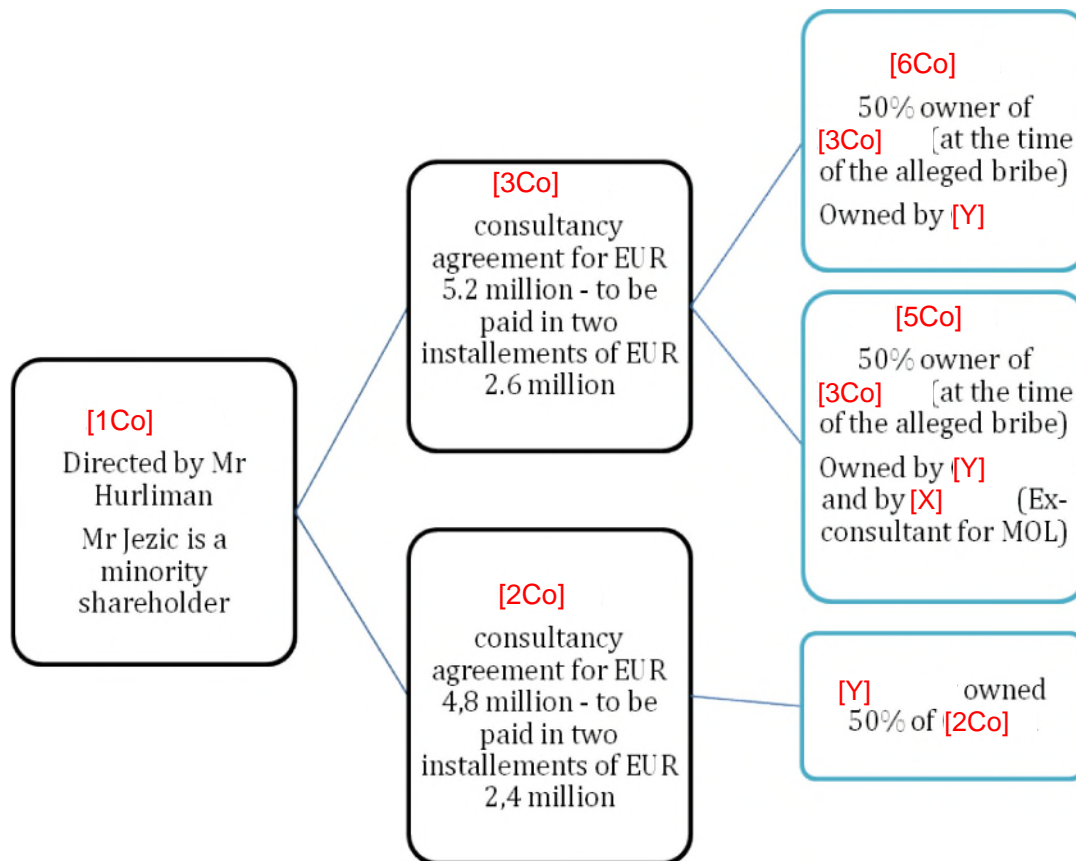 [1Co]
Directed by Mr
Hurliman
Mr Jezic is a
minority
shareholder
[3Co]
consultancy
agreement for EUR
5.2 million - to be
paid in two
installements of EUR
2.6 million
[2Co]
consultancy
agreement for EUR
4,8 million - to be
paid in two
installements of EUR
2,4 million
[6Co]
50% owner of
[3Co] (at the time
of the alleged bribe)
Owned by [Y]
[5Co]
50% owner of
[3Co] (at the time
of the alleged bribe)
Owned by [Y]
and by [X] (Ex-
consultant for MOL)
[Y] owned
50% of [2Co]